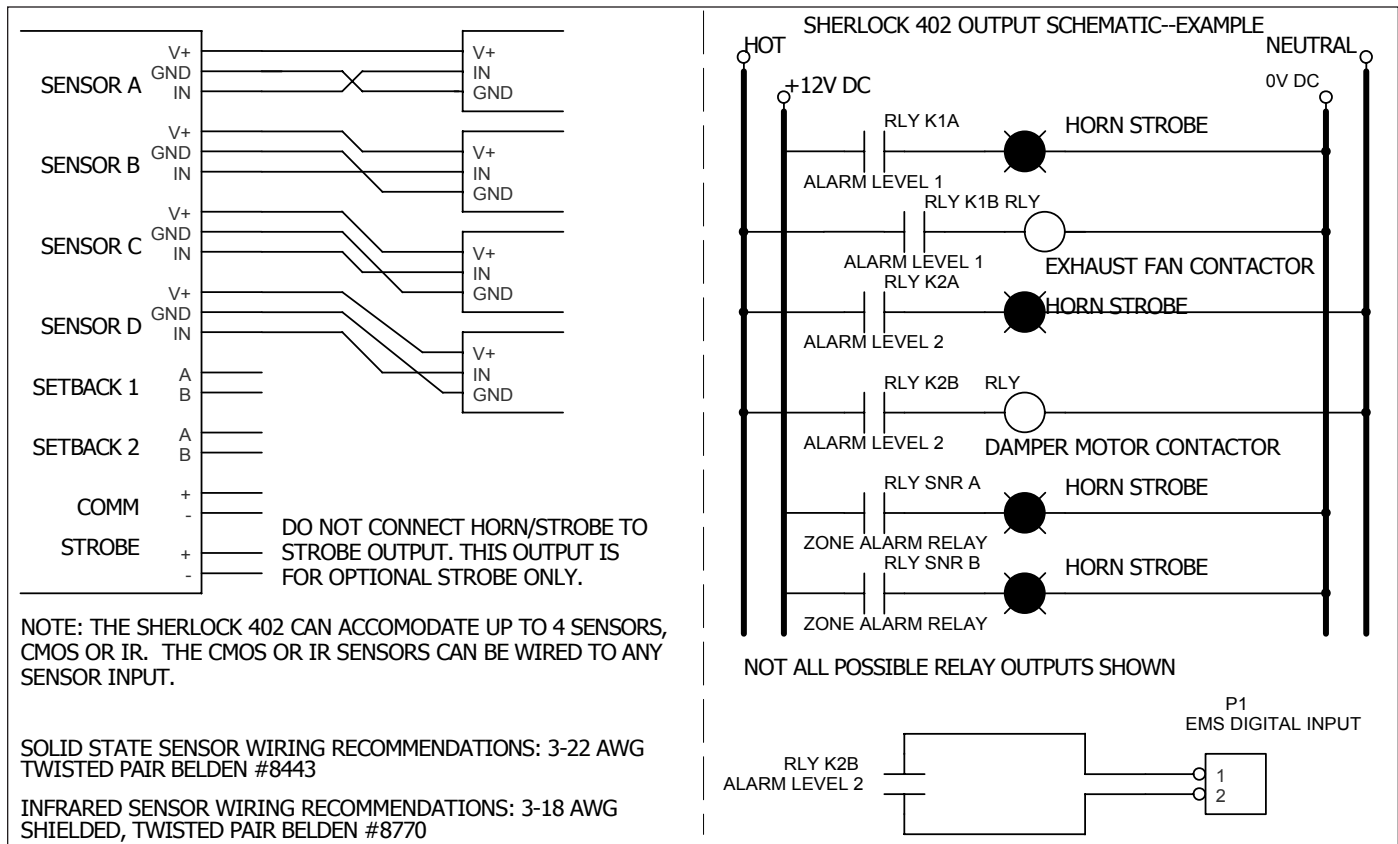 V+
GND
IN
SENSOR A
V+
IN
GND
V+
GND
IN
SENSOR B
V+
IN
GND
V+
GND
IN
SENSOR C
V+
IN
GND
V+
GND
IN
SENSOR D
V+
IN
GND
SETBACK 1
A
B
SETBACK 2
A
B
COMM
+
-
STROBE
+
-
DO NOT CONNECT HORN/STROBE TO
STROBE OUTPUT. THIS OUTPUT IS
FOR OPTIONAL STROBE ONLY.
NOTE: THE SHERLOCK 402 CAN ACCOMODATE UP TO 4 SENSORS,
CMOS OR IR.  THE CMOS OR IR SENSORS CAN BE WIRED TO ANY
SENSOR INPUT.
SOLID STATE SENSOR WIRING RECOMMENDATIONS: 3-22 AWG
TWISTED PAIR BELDEN #8443
INFRARED SENSOR WIRING RECOMMENDATIONS: 3-18 AWG
SHIELDED, TWISTED PAIR BELDEN #8770
SHERLOCK 402 OUTPUT SCHEMATIC--EXAMPLE
HOT
NEUTRAL
+12V DC
0V DC
RLY K1A
HORN STROBE
ALARM LEVEL 1
RLY K1B RLY
ALARM LEVEL 1
EXHAUST FAN CONTACTOR
RLY K2A
HORN STROBE
ALARM LEVEL 2
RLY K2B
RLY
ALARM LEVEL 2
DAMPER MOTOR CONTACTOR
RLY SNR A
HORN STROBE
ZONE ALARM RELAY
RLY SNR B
HORN STROBE
ZONE ALARM RELAY
NOT ALL POSSIBLE RELAY OUTPUTS SHOWN
P1
EMS DIGITAL INPUT
RLY K2B
ALARM LEVEL 2
1
2